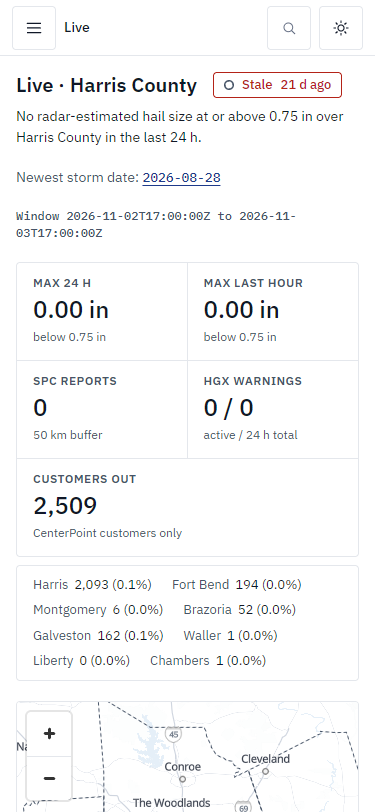 Live
Live · Harris County
Stale 21 d ago
No radar-estimated hail size at or above 0.75 in over
Harris County in the last 24 h.
Newest storm date: 2026-08-28
Window 2026-11-02T17:00:00Z to 2026-11-
03T17:00:00Z
MAX 24 H
0.00 in
below 0.75 in
MAX LAST HOUR
0.00 in
below 0.75 in
SPC REPORTS
0
50 km buffer
HGX WARNINGS
0 / 0
active / 24 h total
CUSTOMERS OUT
2,509
CenterPoint customers only
Harris 2,093 (0.1%) Fort Bend 194 (0.0%)
Montgomery 6 (0.0%) Brazoria 52 (0.0%)
Galveston 162 (0.1%) Waller 1 (0.0%)
Liberty 0 (0.0%) Chambers 1 (0.0%)
+
45
Na
Cleveland
Conroe
−
The Woodlands
69